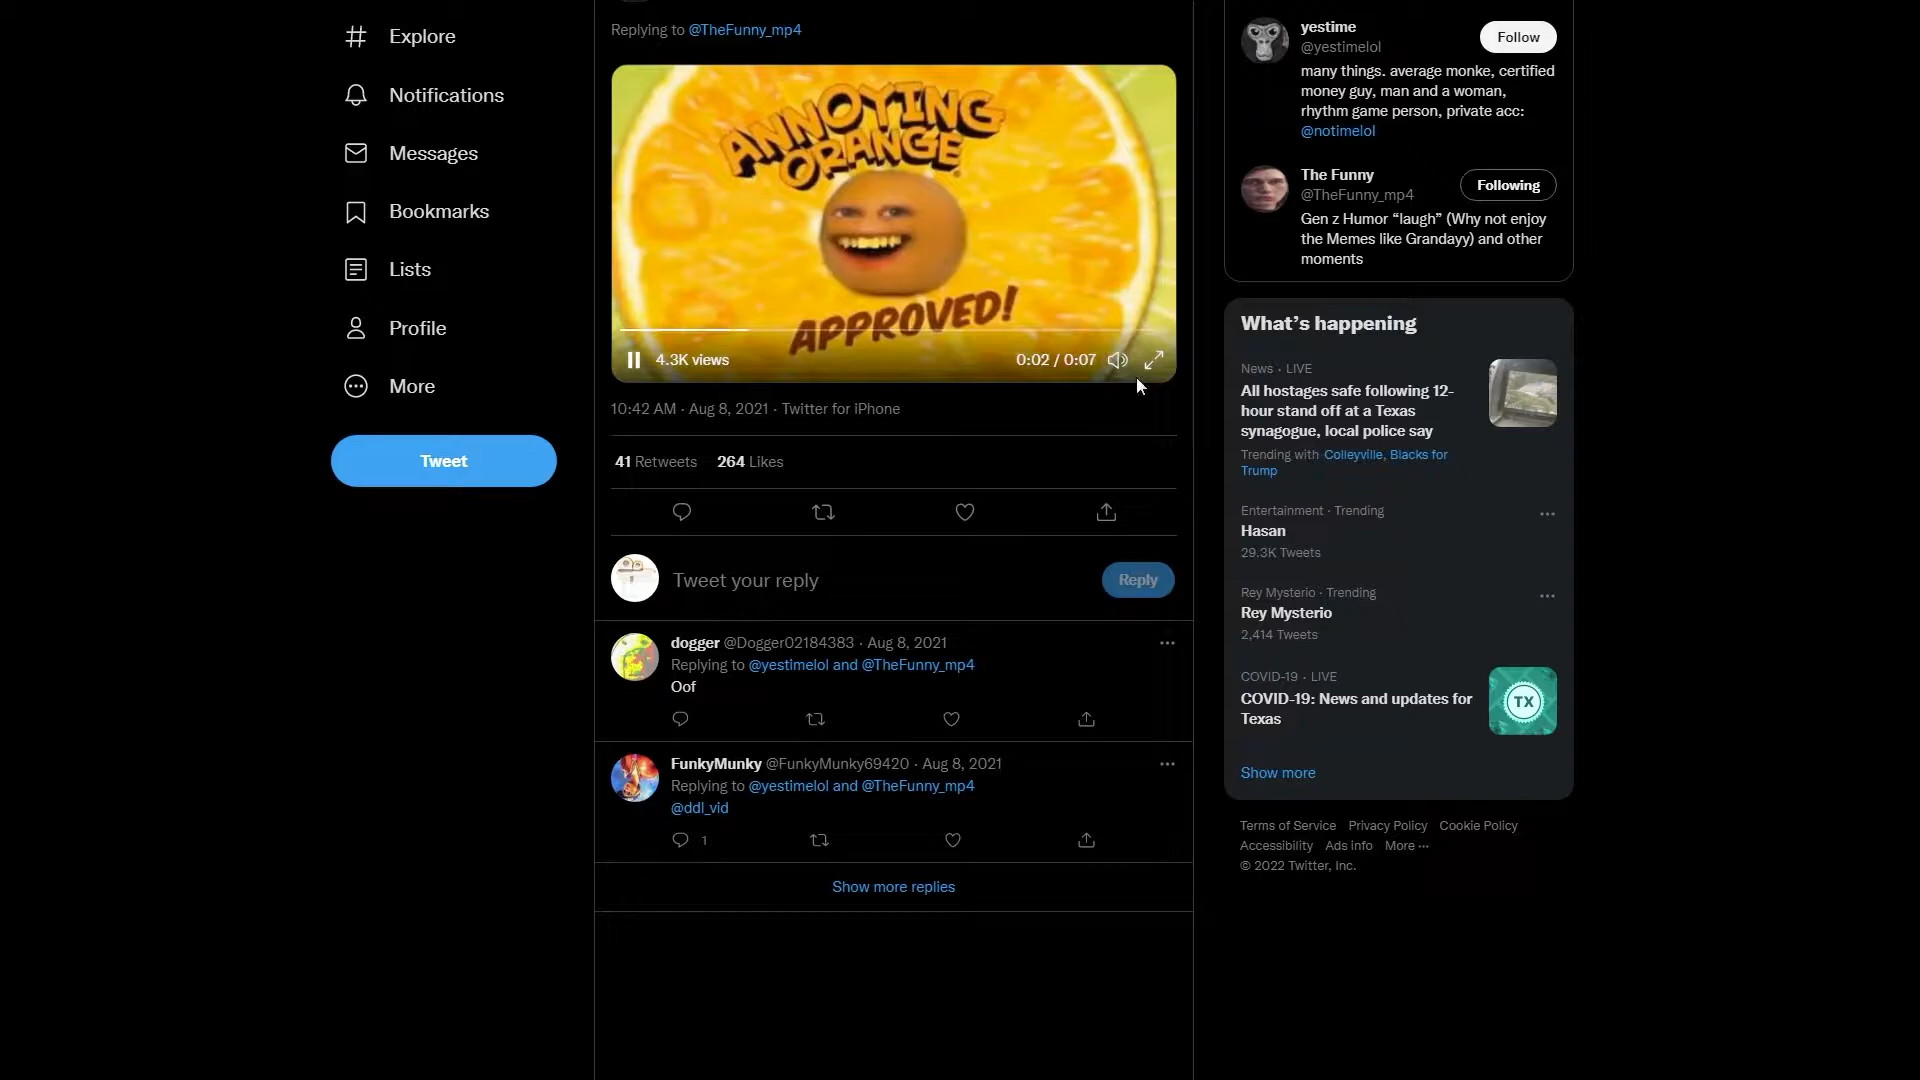 Explore
Notifications
Messages
Bookmarks
Lists
Profile
More
Tweet
Replying to @TheFunny_mp4
ANNOYING
ORANGE
APPROVED!
4.3K views
0:02 / 0:07
10:42 AM · Aug 8, 2021 · Twitter for iPhone
41 Retweets 264 Likes
Tweet your reply
Reply
dogger @Dogger02184383 · Aug 8, 2021
Replying to @yestimelol and @TheFunny_mp4
Oof
FunkyMunky @FunkyMunky69420 · Aug 8, 2021
Replying to @yestimelol and @TheFunny_mp4
@ddl_vid
1
Show more replies
yestime
@yestimelol
Follow
many things. average monke, certified
money guy, man and a woman,
rhythm game person, private acc:
@notimelol
The Funny
@TheFunny_mp4
Following
Gen z Humor “laugh” (Why not enjoy
the Memes like Grandayy) and other
moments
What’s happening
News · LIVE
All hostages safe following 12-
hour stand off at a Texas
synagogue, local police say
Trending with Colleyville, Blacks for
Trump
Entertainment · Trending
Hasan
29.3K Tweets
Rey Mysterio · Trending
Rey Mysterio
2,414 Tweets
COVID-19 · LIVE
COVID-19: News and updates for
Texas
TX
Show more
Terms of Service Privacy Policy Cookie Policy
Accessibility Ads info More ···
© 2022 Twitter, Inc.